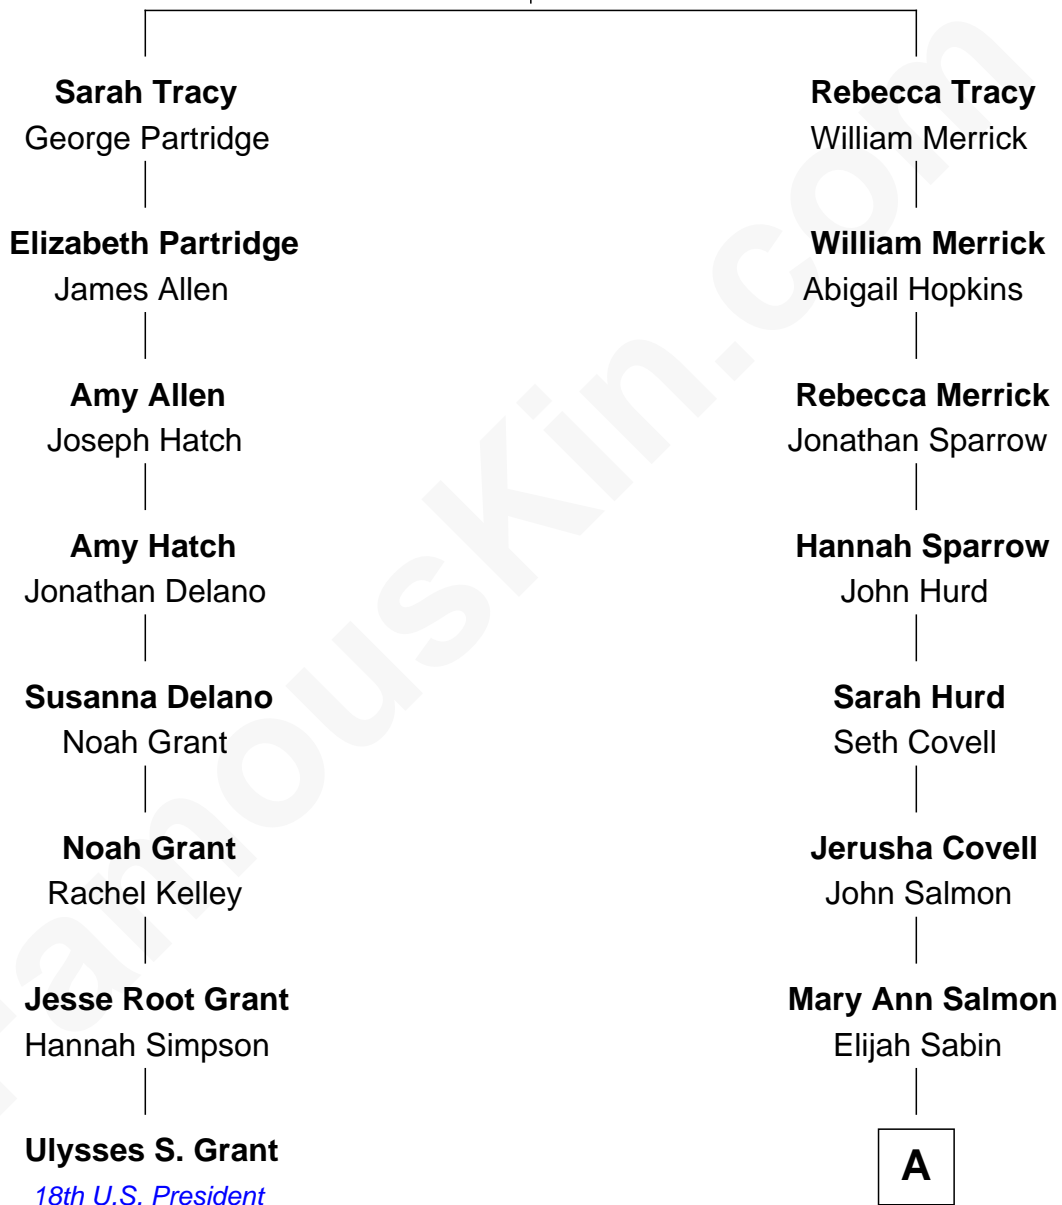 Sarah Tracy
George Partridge
Elizabeth Partridge
James Allen
Amy Allen
Joseph Hatch
Amy Hatch
Jonathan Delano
Susanna Delano
Noah Grant
Noah Grant
Rachel Kelley
Jesse Root Grant
Hannah Simpson
Ulysses S. Grant
18th U.S. President
Rebecca Tracy
William Merrick
William Merrick
Abigail Hopkins
Rebecca Merrick
Jonathan Sparrow
Hannah Sparrow
John Hurd
Sarah Hurd
Seth Covell
Jerusha Covell
John Salmon
Mary Ann Salmon
Elijah Sabin
A
FamousKin.com